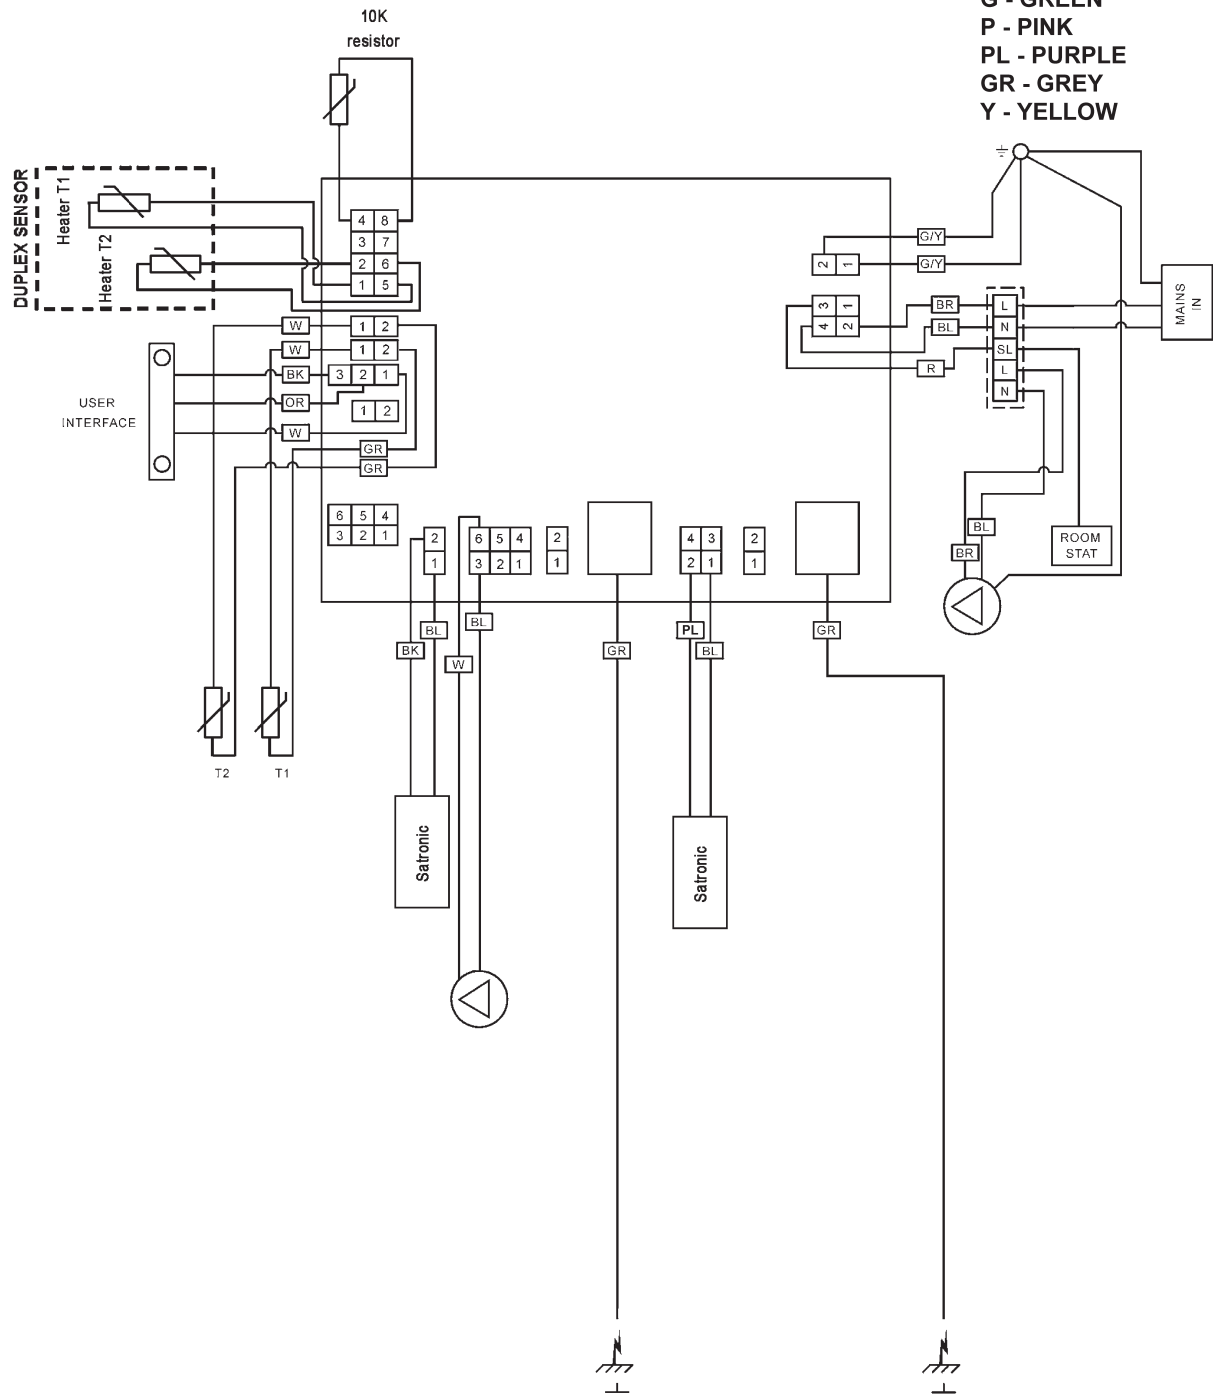 10K
resistor
G - GREEN
P - PINK
PL - PURPLE
GR - GREY
Y - YELLOW
DUPLEX SENSOR
Heater T1
Heater T2
4 8
3 7
2 6
1 5
W
1 2
W
1 2
BK
3 2 1
OR
1 2
W
GR
GR
USER
INTERFACE
2 1
G/Y
G/Y
3 1
4 2
BR
BL
R
L
N
SL
L
N
MAINS
IN
6 5 4
3 2 1
2
1
6 5 4
3 2 1
2
1
4 3
2 1
2
1
BL
BR
ROOM
STAT
BL
BK
BL
W
GR
PL
BL
GR
T2
T1
Satronic
Satronic